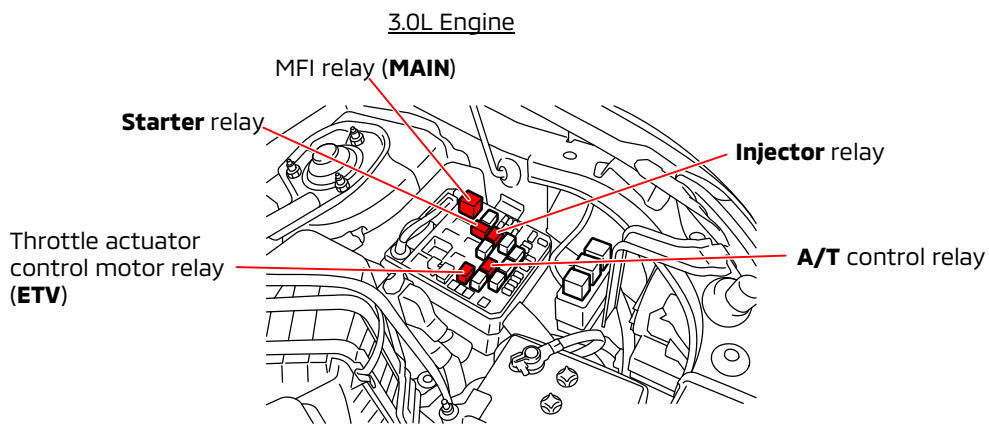 3.0L Engine
MFI relay (MAIN)
Starter relay
Injector relay
Throttle actuator
control motor relay
(ETV)
A/T control relay